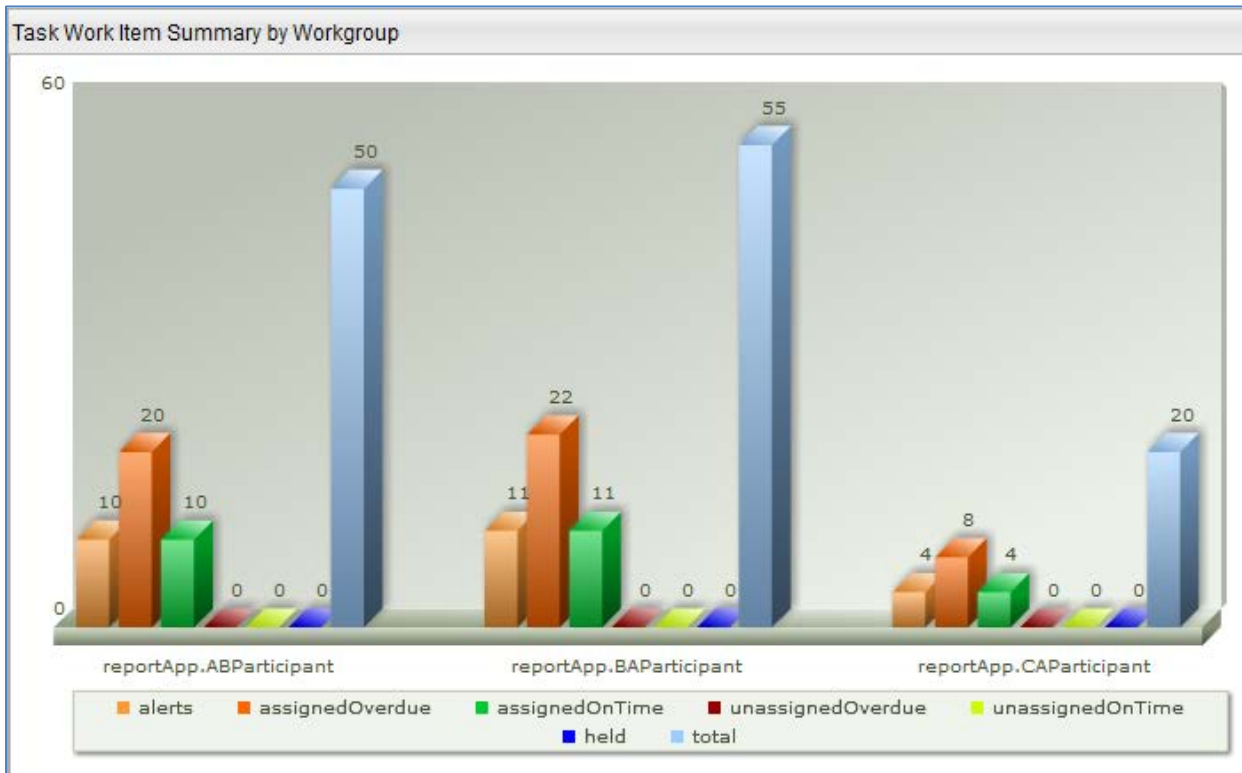 Task Work Item Summary by Workgroup
60
55
50
22
20
20
10
10
11
11
8
4
4
0
0
0
0
0
0
0
0
0
0
reportApp.ABParticipant
reportApp.BAParticipant
reportApp.CAParticipant
alerts
assignedOverdue
assignedOnTime
unassignedOverdue
unassignedOnTime
held
total